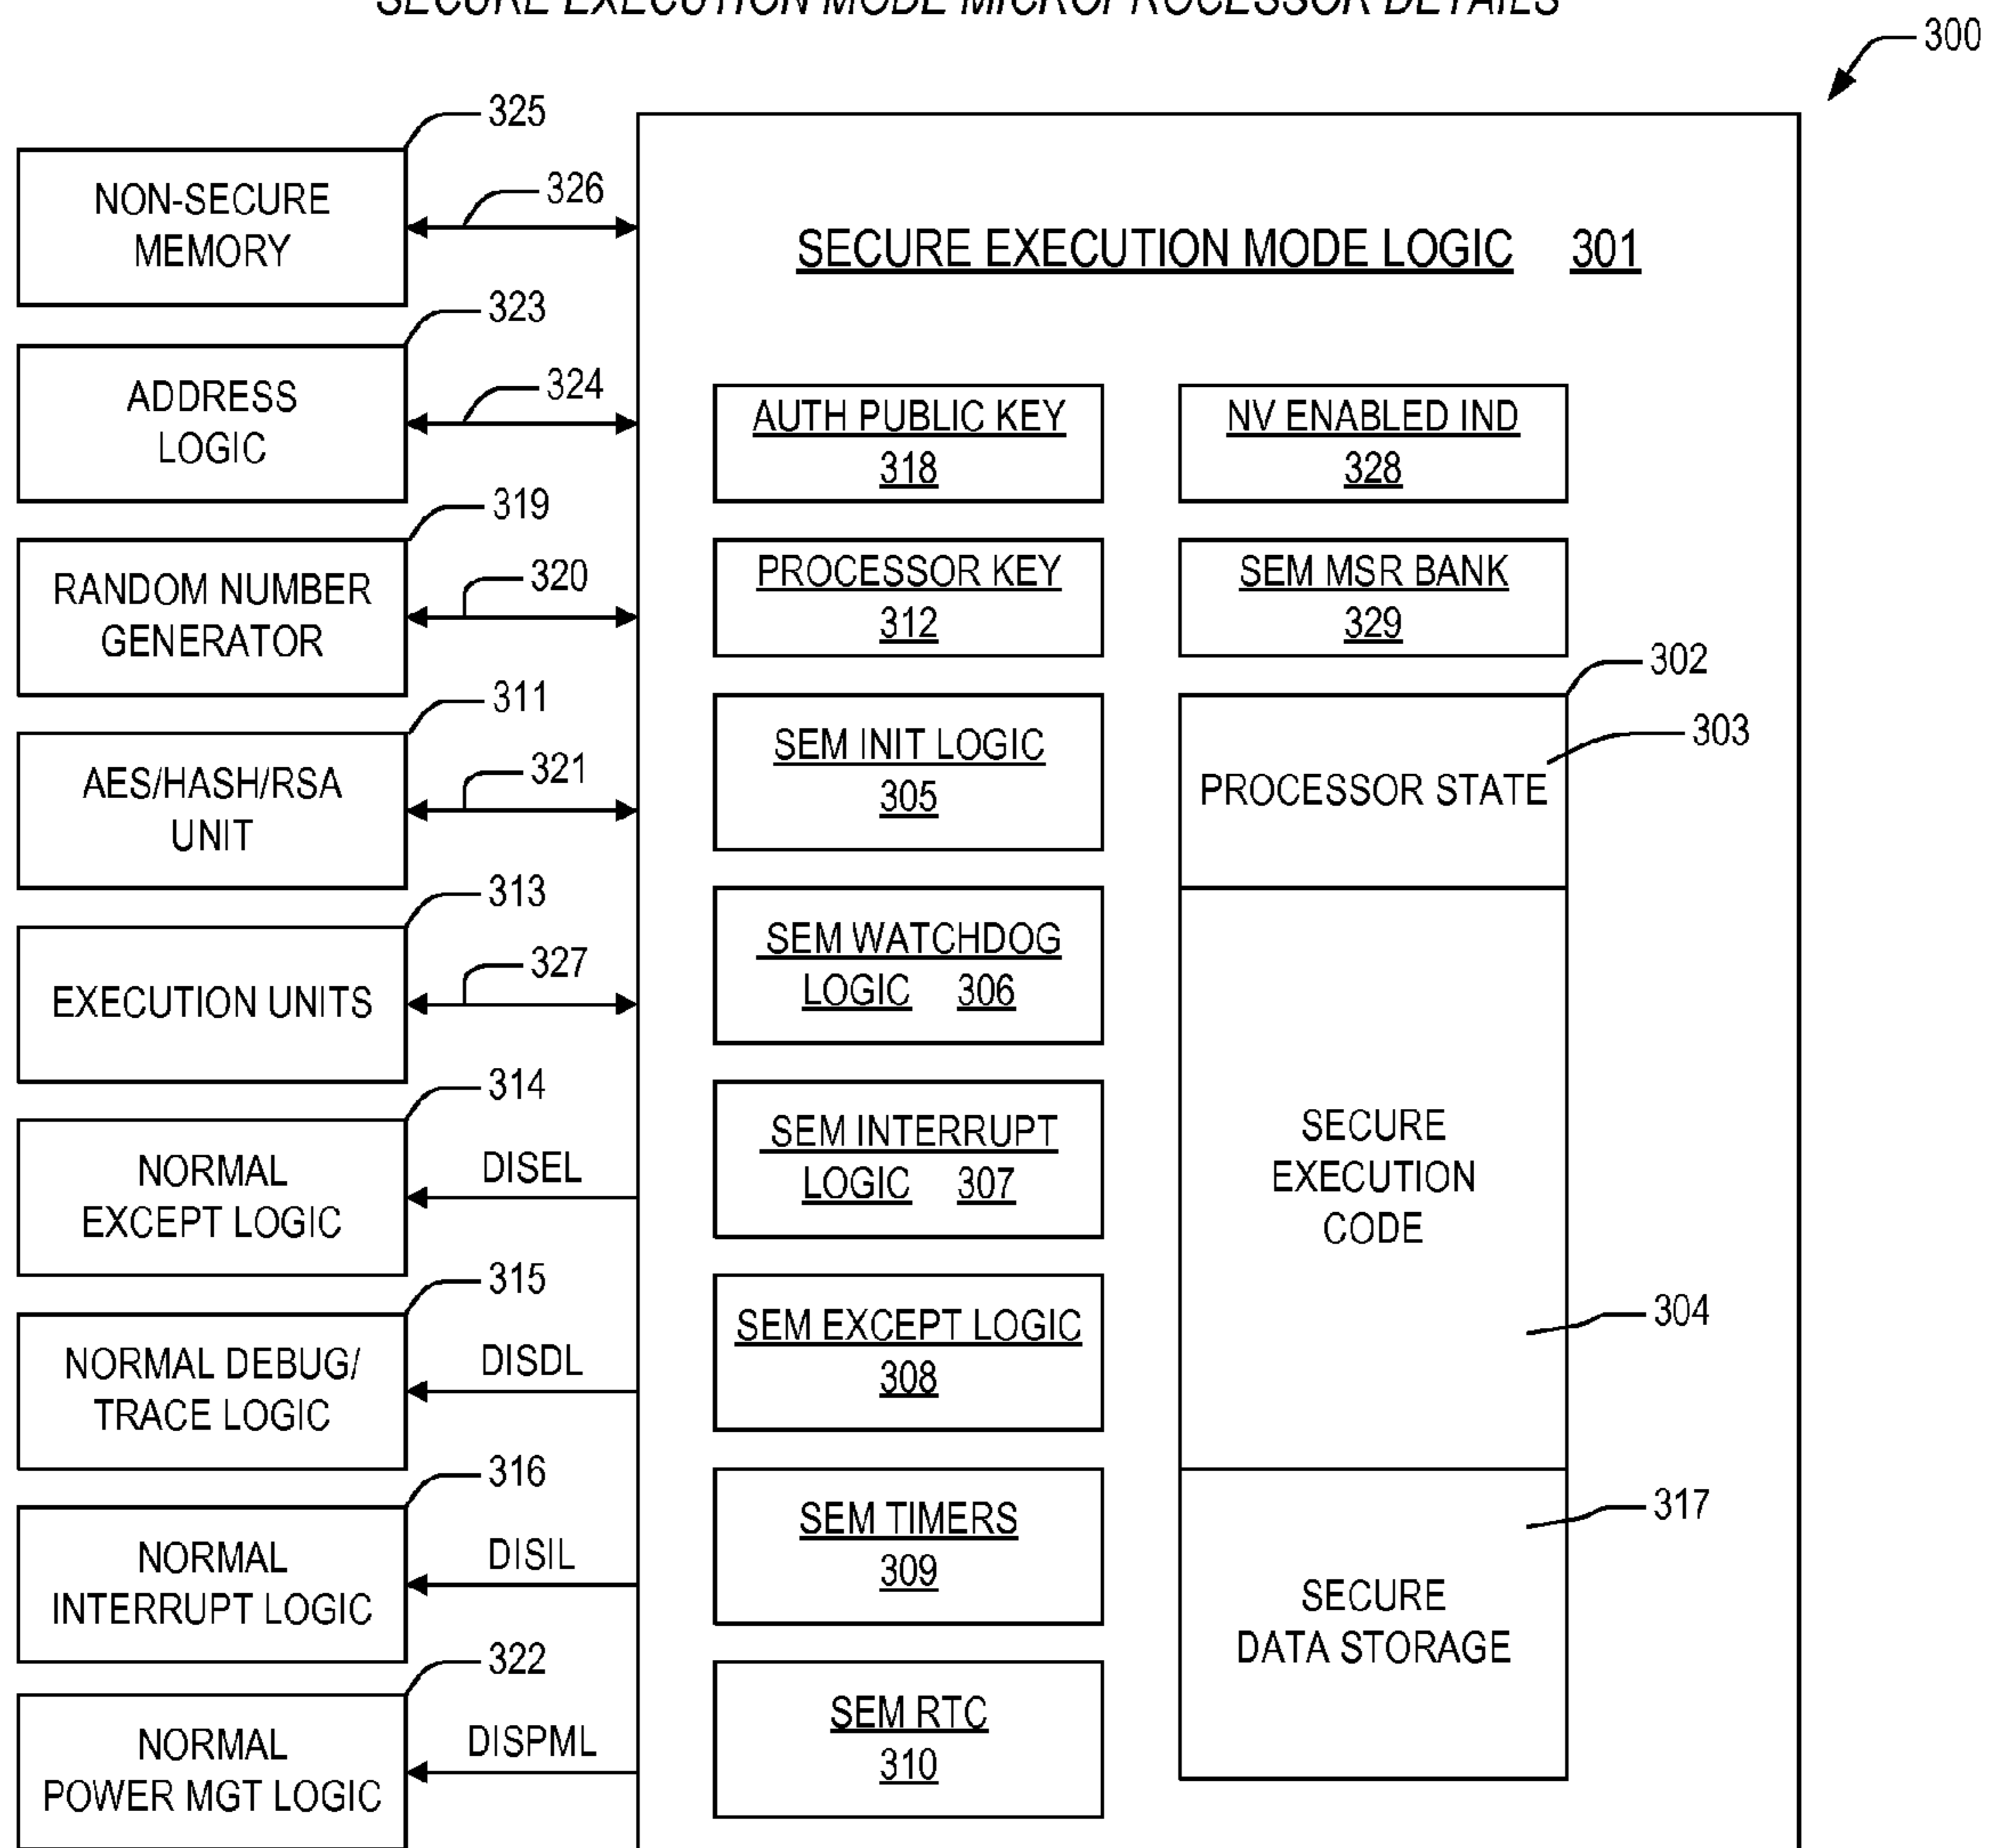 SECURE EXECUTION MODE MICROPROCESSOR DETAILS
300
325
NON-SECURE
MEMORY
326
323
ADDRESS
LOGIC
324
319
RANDOM NUMBER
GENERATOR
320
311
AES/HASH/RSA
UNIT
321
313
EXECUTION UNITS
327
314
NORMAL
EXCEPT LOGIC
DISEL
315
NORMAL DEBUG/
TRACE LOGIC
DISDL
316
NORMAL
INTERRUPT LOGIC
DISIL
322
NORMAL
POWER MGT LOGIC
DISPML
SECURE EXECUTION MODE LOGIC 301
AUTH PUBLIC KEY
318
PROCESSOR KEY
312
SEM INIT LOGIC
305
SEM WATCHDOG
LOGIC 306
SEM INTERRUPT
LOGIC 307
SEM EXCEPT LOGIC
308
SEM TIMERS
309
SEM RTC
310
NV ENABLED IND
328
SEM MSR BANK
329
302
303
PROCESSOR STATE
SECURE
EXECUTION
CODE
304
317
SECURE
DATA STORAGE